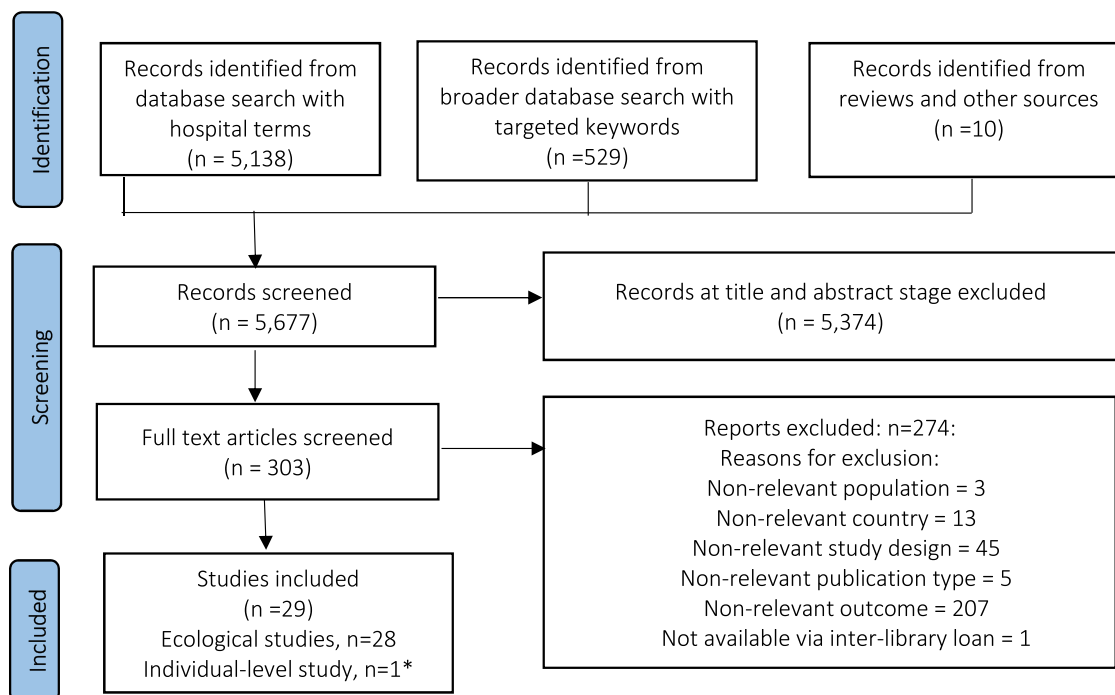 Identification
Records identified from
database search with
hospital terms
(n = 5,138)
Records identified from
broader database search with
targeted keywords
(n =529)
Records identified from
reviews and other sources
(n =10)
Screening
Records screened
(n = 5,677)
Records at title and abstract stage excluded
(n = 5,374)
Full text articles screened
(n = 303)
Reports excluded: n=274:
Reasons for exclusion:
Non-relevant population = 3
Non-relevant country = 13
Non-relevant study design = 45
Non-relevant publication type = 5
Non-relevant outcome = 207
Not available via inter-library loan = 1
Included
Studies included
(n =29)
Ecological studies, n=28
Individual-level study, n=1*